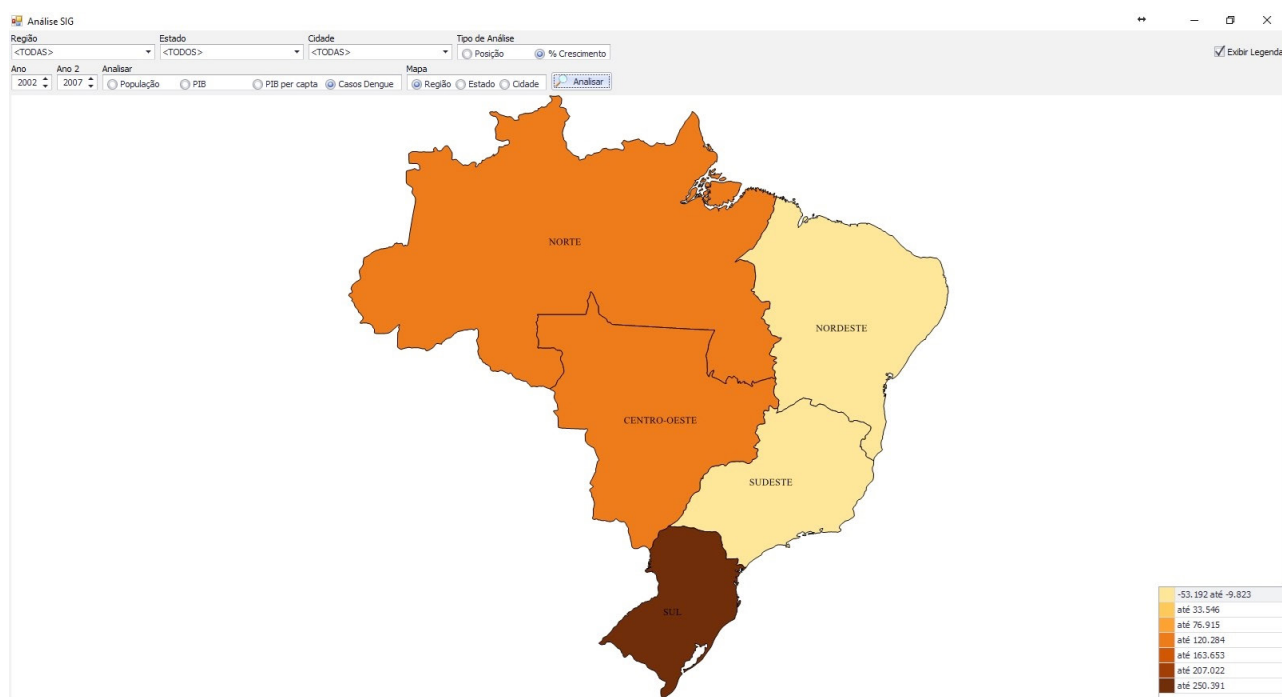 Análise SIG
Região Estado Cidade Tipo de Análise
<TODAS> <TODOS> <TODAS> Posição % Crescimento Exibir Legenda
Ano Ano 2 Analisar Mapa
2002 2007 População PIB PIB per capta Casos Dengue Região Estado Cidade Analisar
NORTE
NORDESTE
CENTRO-OESTE
SUDESTE
SUL
-53.192 até -9.823
até 33.546
até 76.915
até 120.284
até 163.653
até 207.022
até 250.391